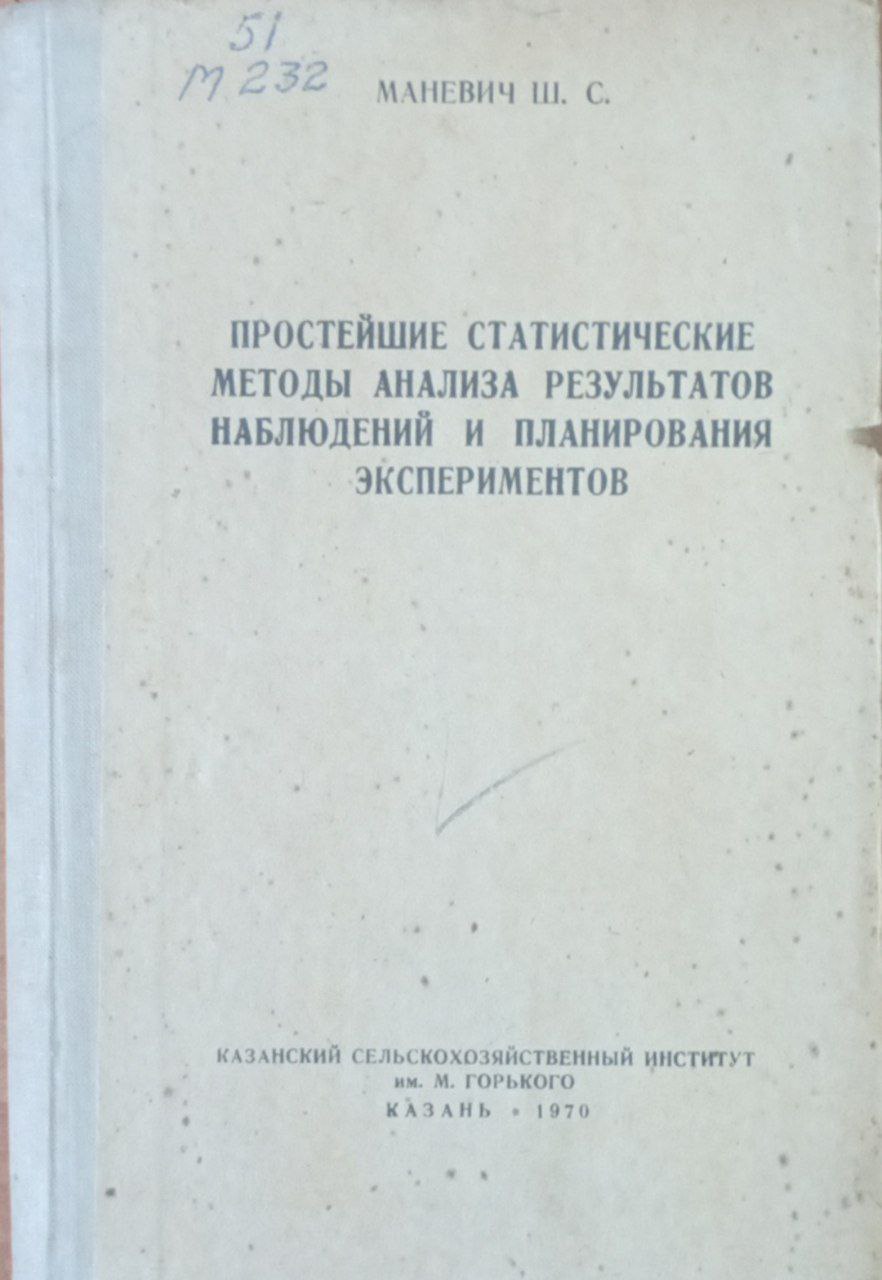 51
М 232
МАНЕВИЧ Ш. С.
ПРОСТЕЙШИЕ СТАТИСТИЧЕСКИЕ
МЕТОДЫ АНАЛИЗА РЕЗУЛЬТАТОВ
НАБЛЮДЕНИЙ И ПЛАНИРОВАНИЯ
ЭКСПЕРИМЕНТОВ
КАЗАНСКИЙ СЕЛЬСКОХОЗЯЙСТВЕННЫЙ ИНСТИТУТ
им. М. ГОРЬКОГО
КАЗАНЬ • 1970